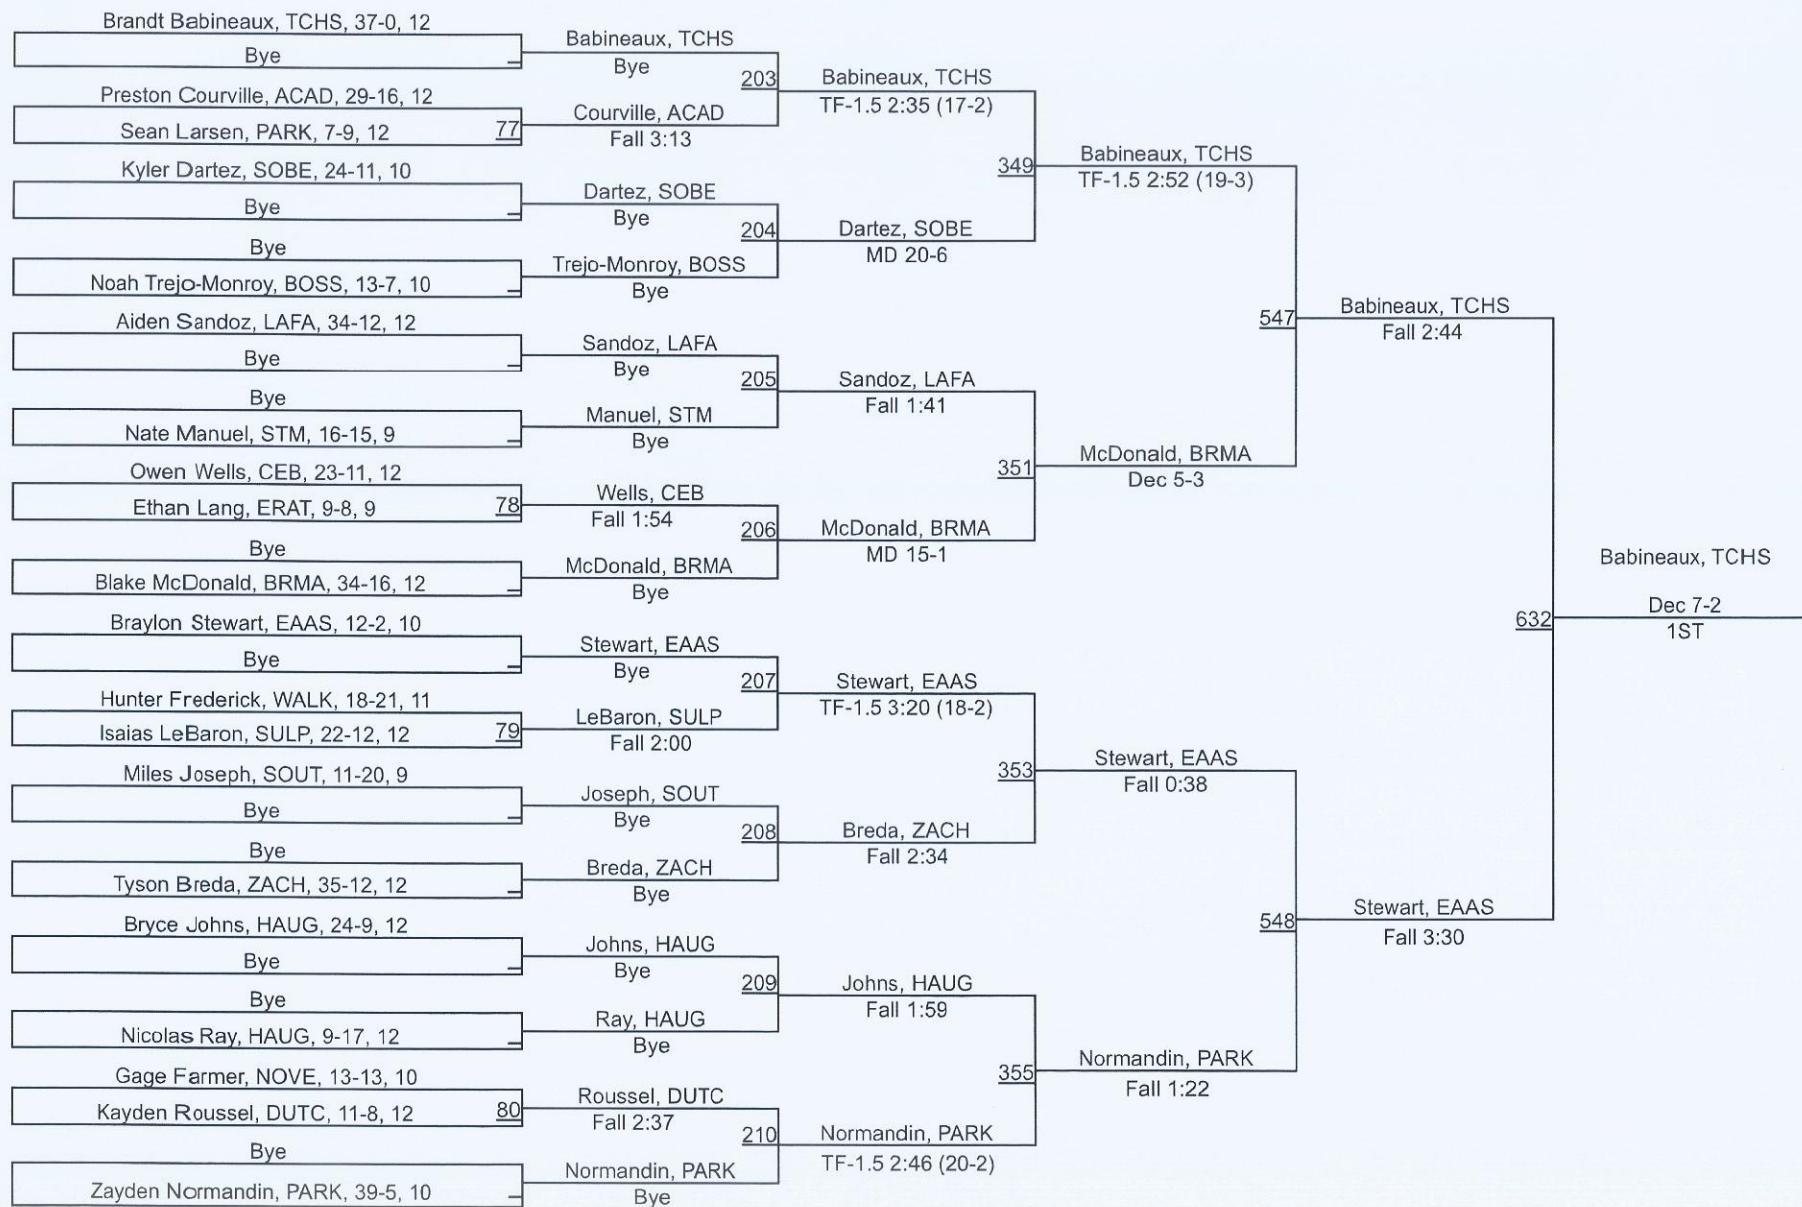 Brandt Babineaux, TCHS, 37-0, 12
Bye
Preston Courville, ACAD, 29-16, 12
Sean Larsen, PARK, 7-9, 12
77
Kyler Dartez, SOBE, 24-11, 10
Bye
Bye
Noah Trejo-Monroy, BOSS, 13-7, 10
Aiden Sandoz, LAFA, 34-12, 12
Bye
Bye
Nate Manuel, STM, 16-15, 9
Owen Wells, CEB, 23-11, 12
Ethan Lang, ERAT, 9-8, 9
78
Bye
Blake McDonald, BRMA, 34-16, 12
Braylon Stewart, EAAS, 12-2, 10
Bye
Hunter Frederick, WALK, 18-21, 11
Isaias LeBaron, SULP, 22-12, 12
79
Miles Joseph, SOUT, 11-20, 9
Bye
Bye
Tyson Breda, ZACH, 35-12, 12
Bryce Johns, HAUG, 24-9, 12
Bye
Bye
Nicolas Ray, HAUG, 9-17, 12
Gage Farmer, NOVE, 13-13, 10
Kayden Roussel, DUTC, 11-8, 12
80
Bye
Zayden Normandin, PARK, 39-5, 10
Babineaux, TCHS
Bye
203
Courville, ACAD
Fall 3:13
Dartez, SOBE
Bye
204
Trejo-Monroy, BOSS
Bye
Sandoz, LAFA
Bye
205
Manuel, STM
Bye
Wells, CEB
Fall 1:54
206
McDonald, BRMA
Bye
Stewart, EAAS
Bye
207
LeBaron, SULP
Fall 2:00
Joseph, SOUT
Bye
208
Breda, ZACH
Bye
Johns, HAUG
Bye
209
Ray, HAUG
Bye
Roussel, DUTC
Fall 2:37
210
Normandin, PARK
Bye
Babineaux, TCHS
TF-1.5 2:35 (17-2)
349
Dartez, SOBE
MD 20-6
Sandoz, LAFA
Fall 1:41
351
McDonald, BRMA
MD 15-1
Stewart, EAAS
TF-1.5 3:20 (18-2)
353
Breda, ZACH
Fall 2:34
Johns, HAUG
Fall 1:59
355
Normandin, PARK
TF-1.5 2:46 (20-2)
Babineaux, TCHS
TF-1.5 2:52 (19-3)
547
McDonald, BRMA
Dec 5-3
Stewart, EAAS
Fall 0:38
548
Normandin, PARK
Fall 1:22
Babineaux, TCHS
Fall 2:44
632
Stewart, EAAS
Fall 3:30
Babineaux, TCHS
Dec 7-2
1ST